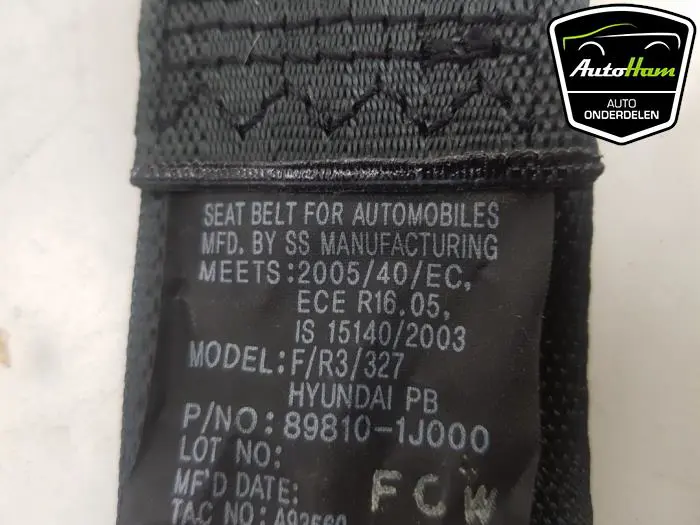 AutoHam
AUTO
ONDERDELEN
SEAT BELT FOR AUTOMOBILES
MFD. BY SS MANUFACTURING
MEETS:2005/40/EC,
ECE R16.05,
IS 15140/2003
MODEL:F/R3/327
HYUNDAI PB
P/NO:89810-1J000
LOT NO:
MF'D DATE: FCW
TAC NO: